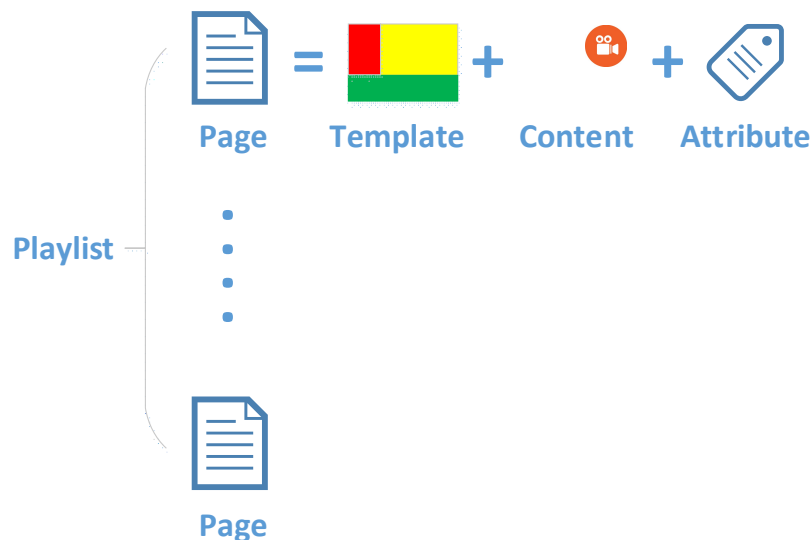 Page = Template + Content + Attribute
Playlist
Page